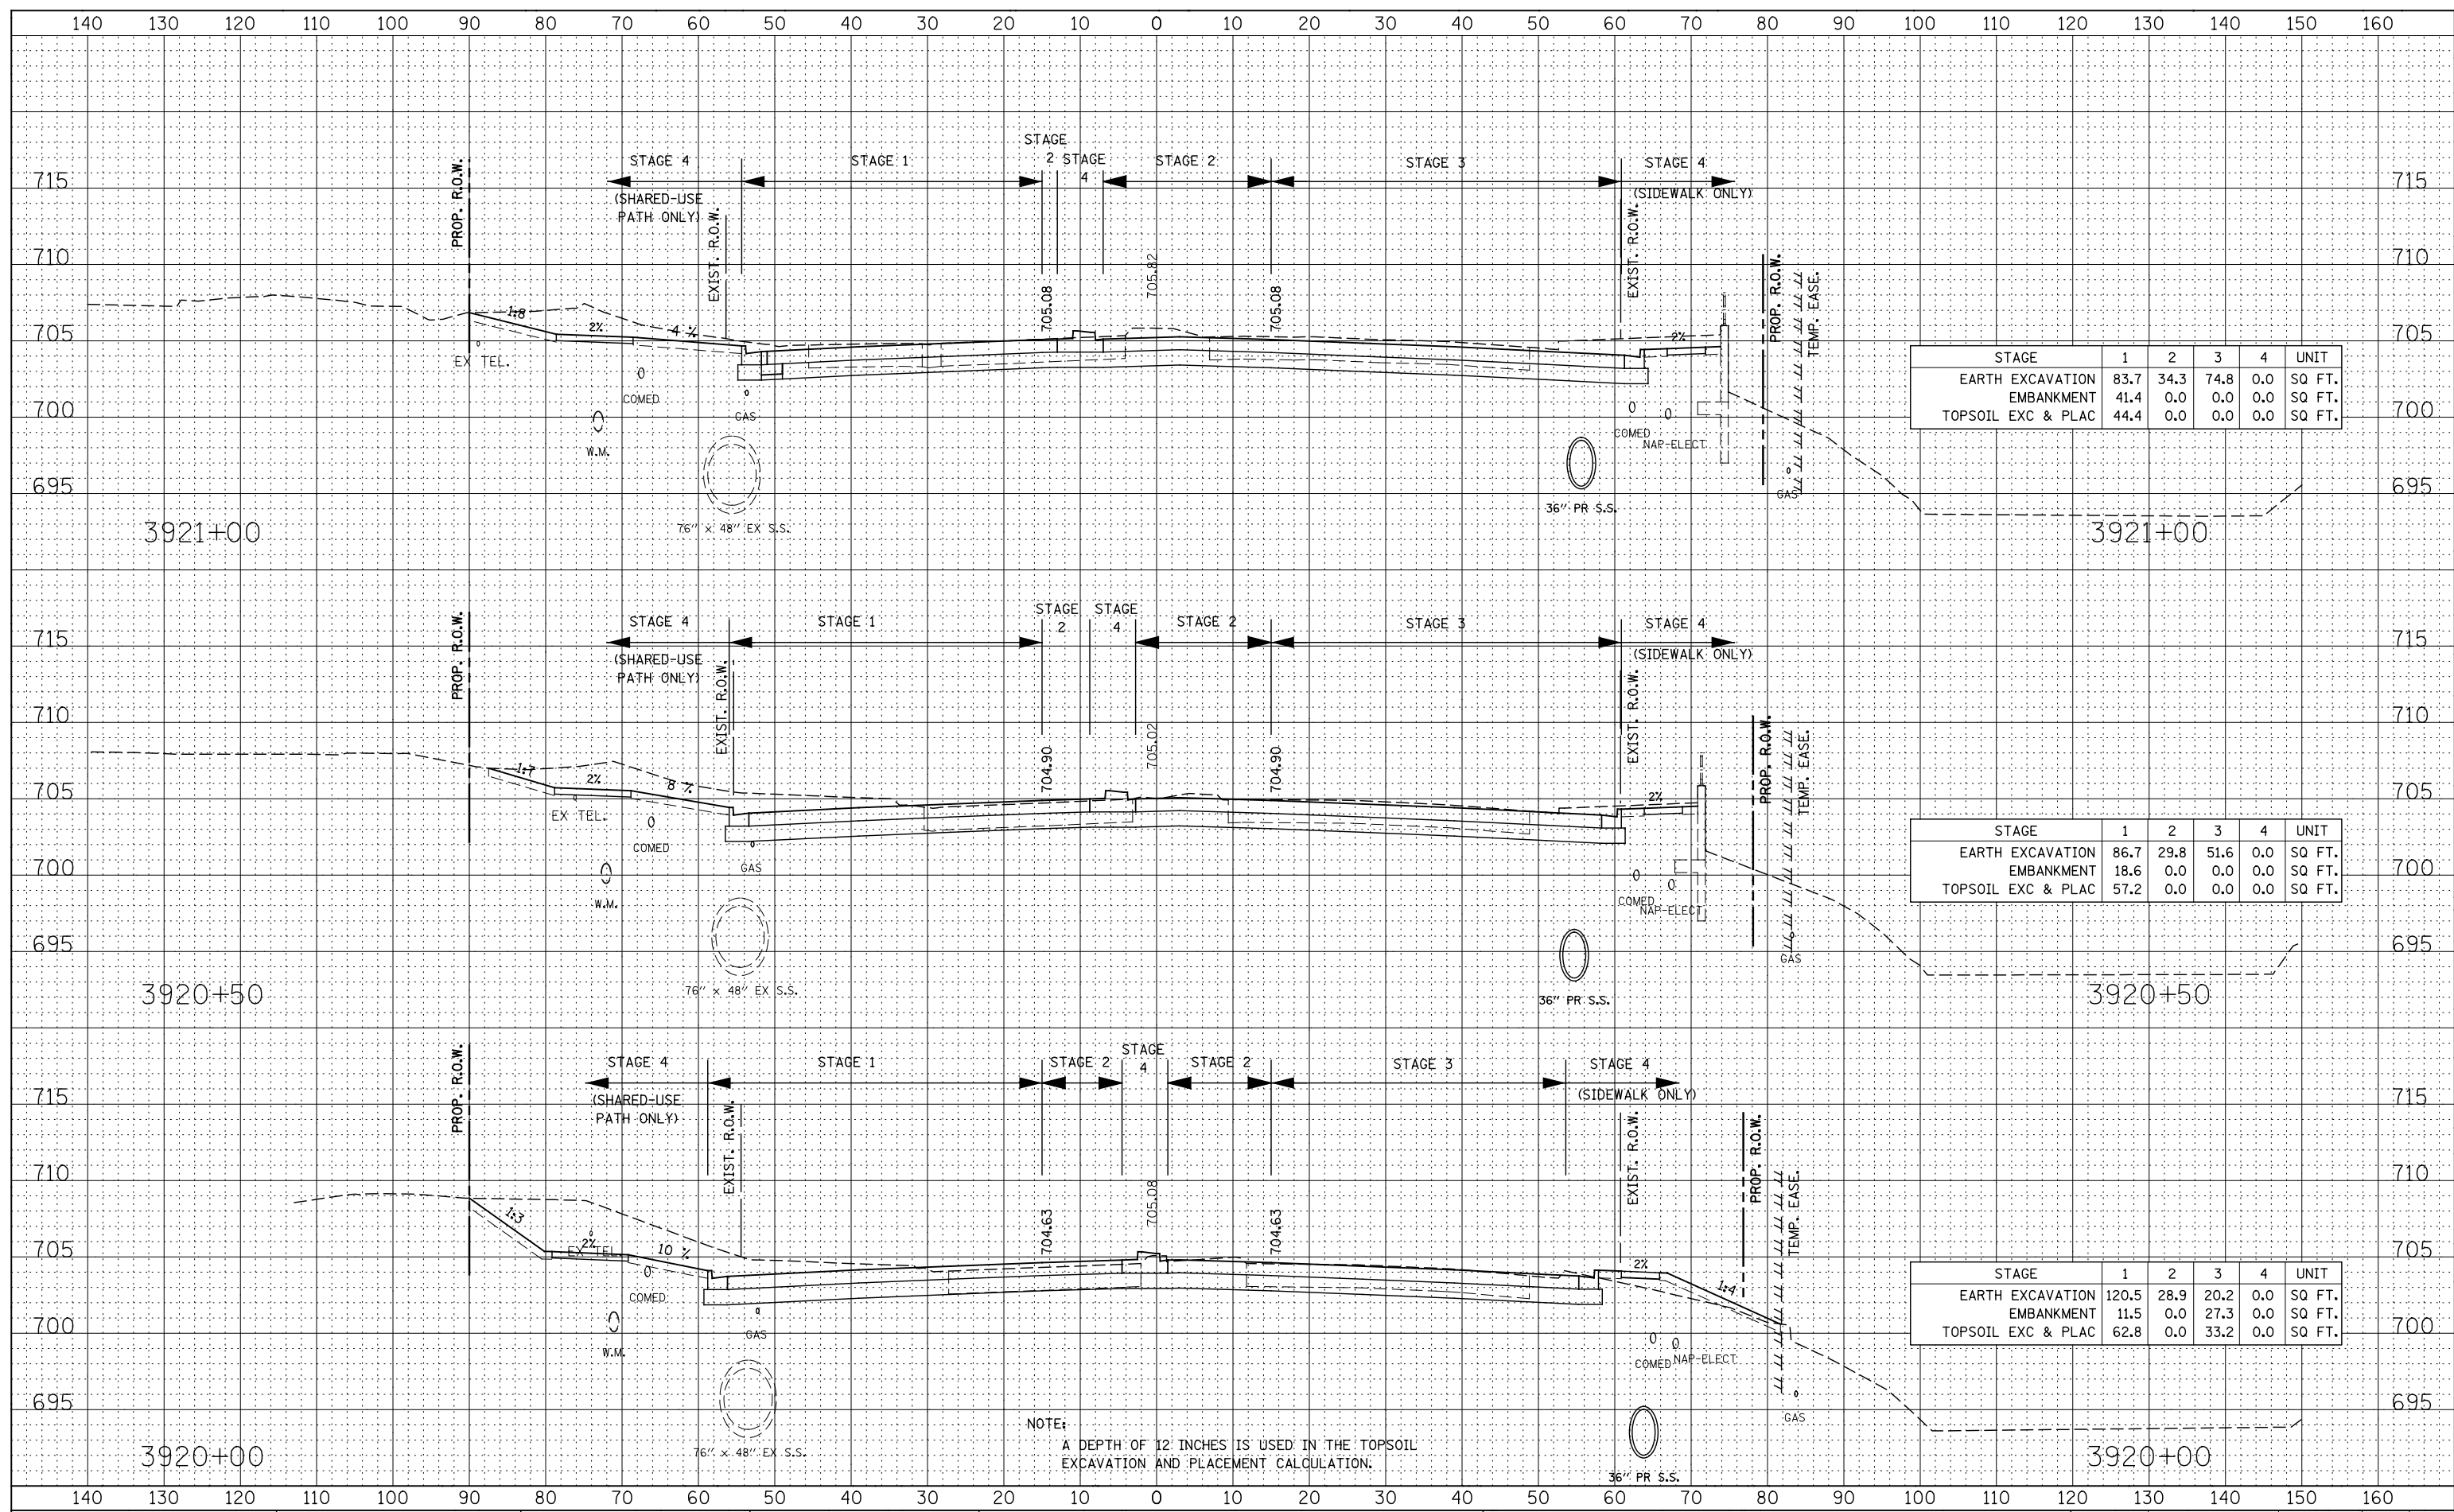 140 130 120 110 100 90 80 70 60 50 40 30 20 10 0 10 20 30 40 50 60 70 80 90 100 110 120 130 140 150 160
STAGE
STAGE 4 STAGE 1 2 STAGE STAGE 2 STAGE 3 STAGE 4
4
715 715
(SHARED-USE (SIDEWALK ONLY)
PATH ONLY)
PROP. R.O.W.
EXIST. R.O.W.
EXIST. R.O.W.
PROP. R.O.W.
TEMP. EASE.
710 710
705.08
705.82
705.08
1:8 2% 4 % 2%
705 705
EX TEL.
COMED
GAS
700 700
W.M.
COMED
NAP-ELECT
GAS
695 695
36" PR S.S.
76" x 48" EX S.S.
3921+00 3921+00
STAGE 1 2 3 4 UNIT
EARTH EXCAVATION 83.7 34.3 74.8 0.0 SQ FT.
EMBANKMENT 41.4 0.0 0.0 0.0 SQ FT.
TOPSOIL EXC & PLAC 44.4 0.0 0.0 0.0 SQ FT.
STAGE STAGE
STAGE 4 STAGE 1 2 4 STAGE 2 STAGE 3 STAGE 4
715 715
(SHARED-USE (SIDEWALK ONLY)
PATH ONLY)
PROP. R.O.W.
EXIST. R.O.W.
EXIST. R.O.W.
PROP. R.O.W.
TEMP. EASE.
710 710
704.90
705.02
704.90
1:7 2% 8 % 2%
705 705
EX TEL.
COMED
GAS
700 700
W.M.
COMED
NAP-ELECT
GAS
695 695
76" x 48" EX S.S.
36" PR S.S.
3920+50 3920+50
STAGE 1 2 3 4 UNIT
EARTH EXCAVATION 86.7 29.8 51.6 0.0 SQ FT.
EMBANKMENT 18.6 0.0 0.0 0.0 SQ FT.
TOPSOIL EXC & PLAC 57.2 0.0 0.0 0.0 SQ FT.
STAGE
STAGE 4 STAGE 1 STAGE 2 4 STAGE 2 STAGE 3 STAGE 4
715 715
(SHARED-USE (SIDEWALK ONLY)
PATH ONLY)
PROP. R.O.W.
EXIST. R.O.W.
EXIST. R.O.W.
PROP. R.O.W.
TEMP. EASE.
710 710
704.63
705.08
704.63
1:3 2% 10 % 2% 1:4
705 705
EX TEL.
COMED
GAS
700 700
W.M.
COMED
NAP-ELECT
GAS
695 695
76" x 48" EX S.S.
36" PR S.S.
3920+00 3920+00
STAGE 1 2 3 4 UNIT
EARTH EXCAVATION 120.5 28.9 20.2 0.0 SQ FT.
EMBANKMENT 11.5 0.0 27.3 0.0 SQ FT.
TOPSOIL EXC & PLAC 62.8 0.0 33.2 0.0 SQ FT.
NOTE:
A DEPTH OF 12 INCHES IS USED IN THE TOPSOIL
EXCAVATION AND PLACEMENT CALCULATION.
140 130 120 110 100 90 80 70 60 50 40 30 20 10 0 10 20 30 40 50 60 70 80 90 100 110 120 130 140 150 160